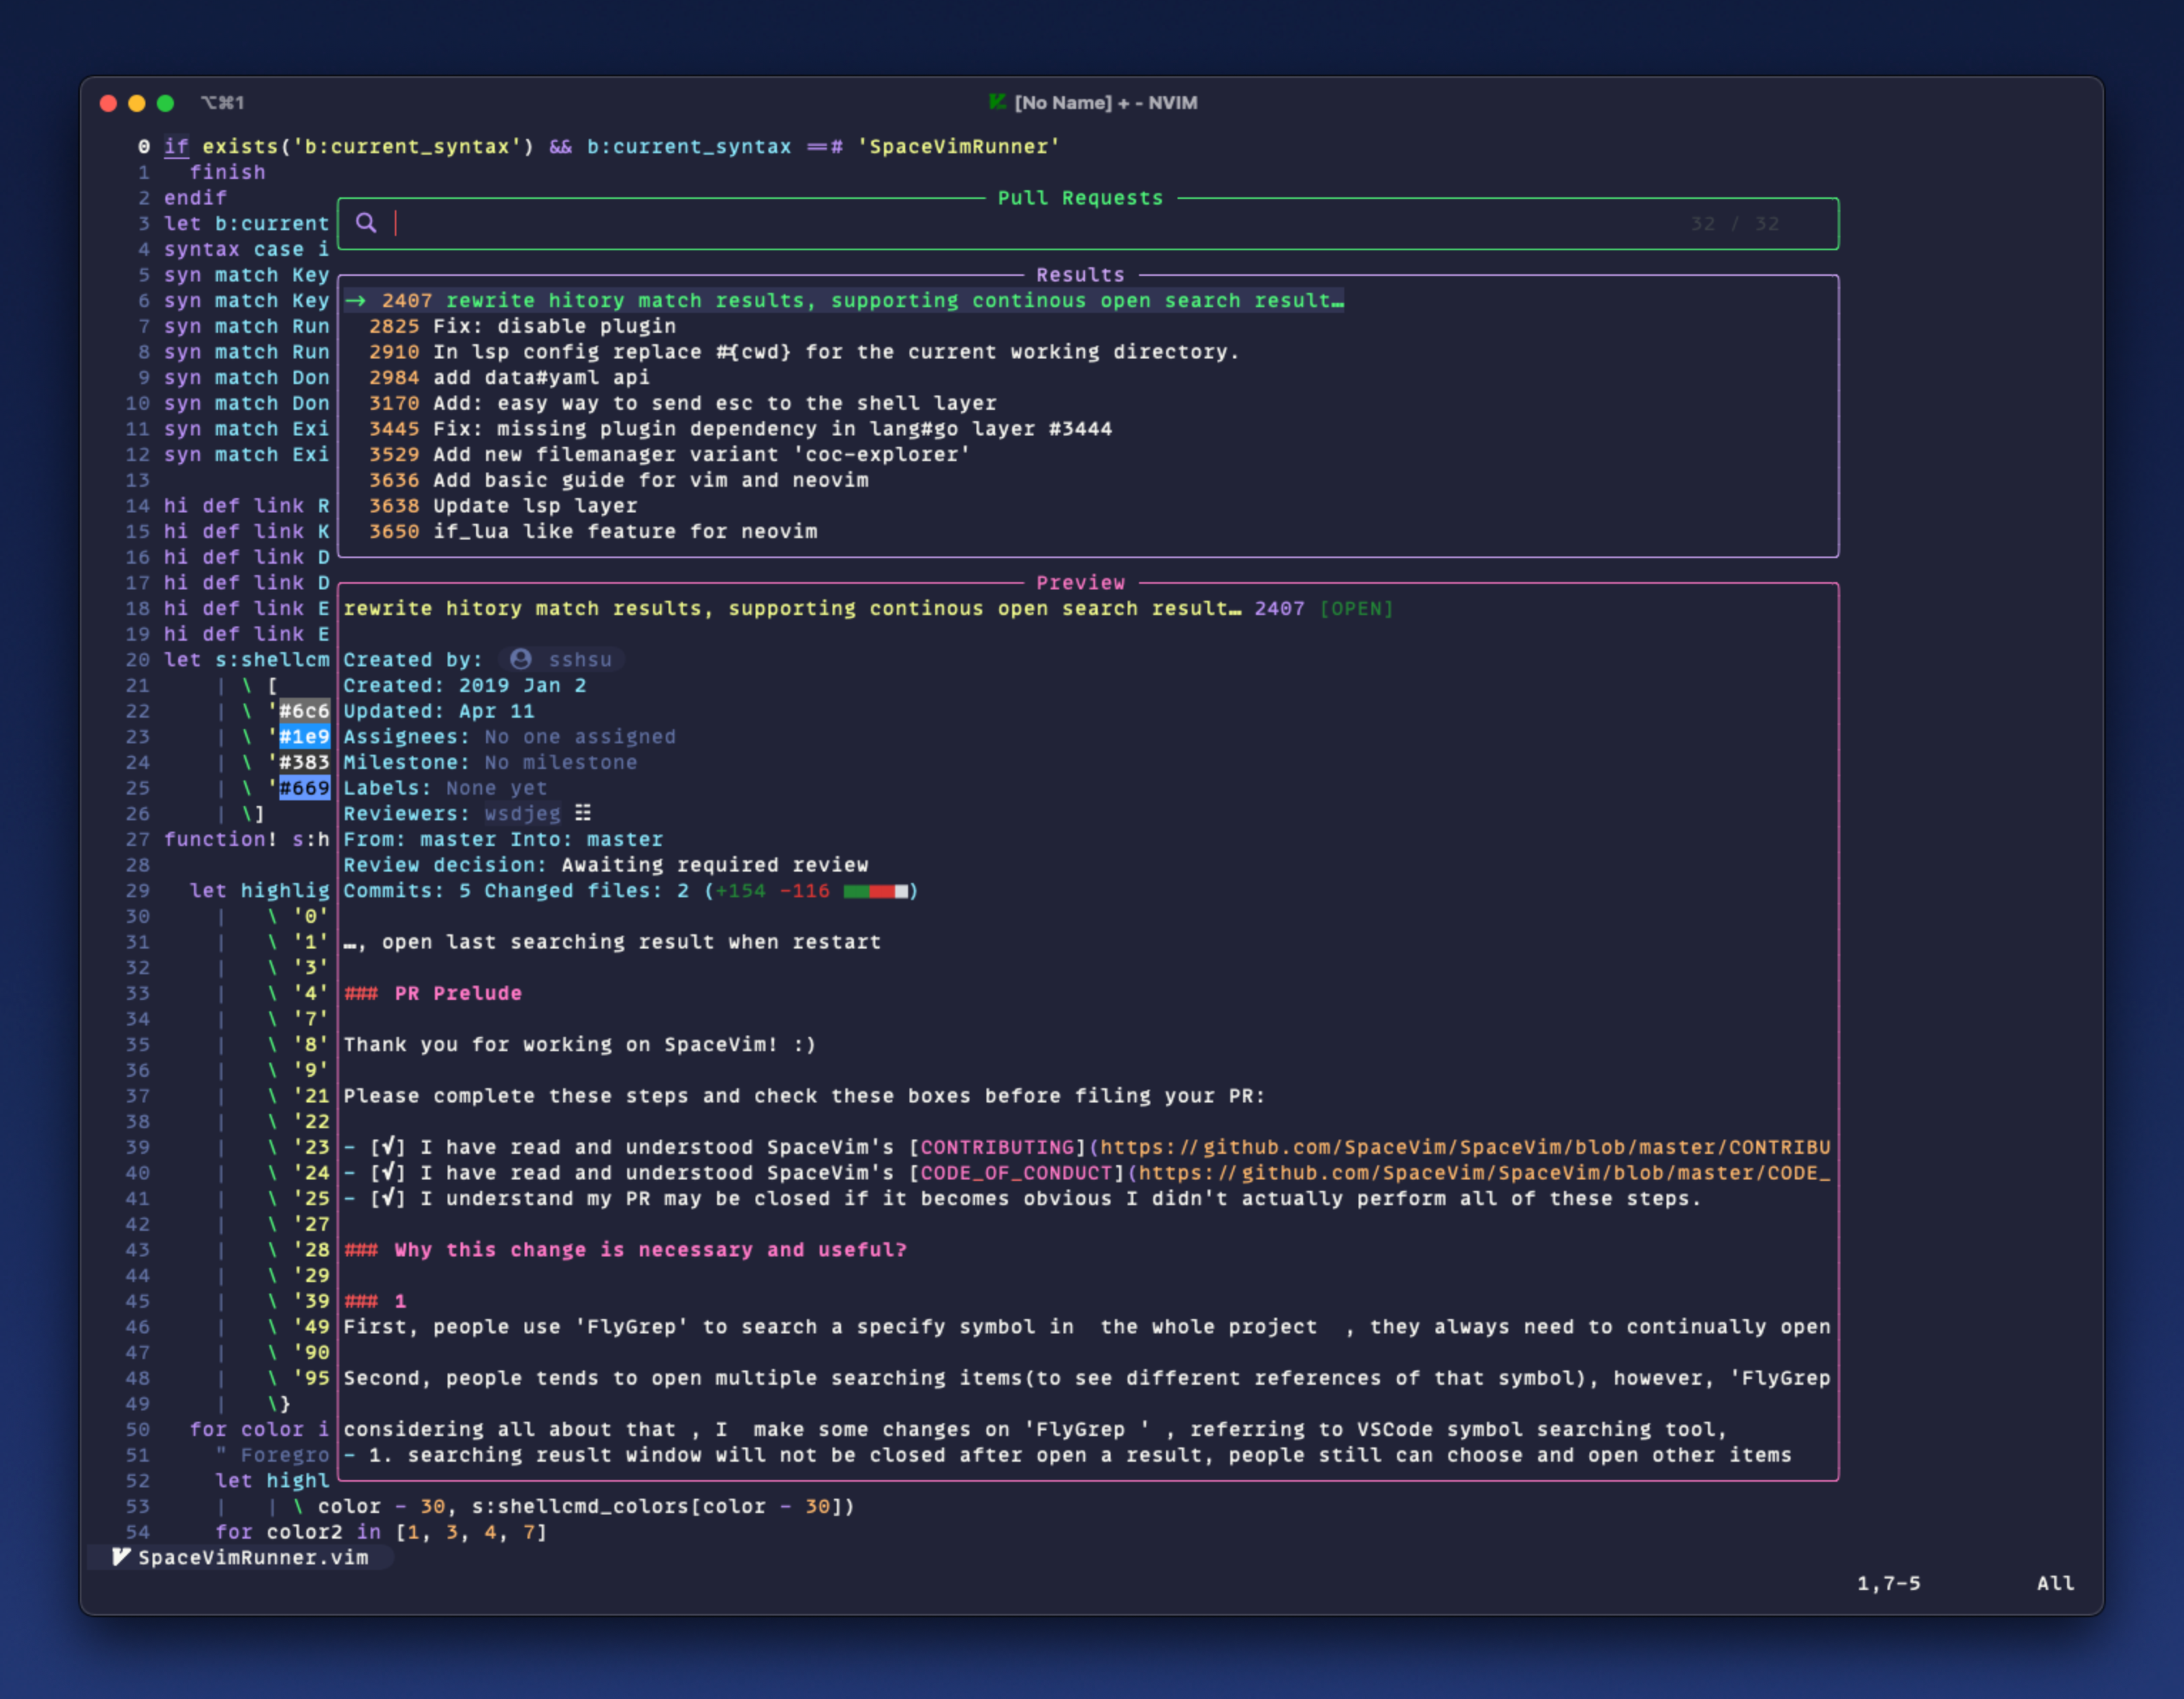 ⌥⌘1
[No Name] + - NVIM
0 if exists('b:current_syntax') && b:current_syntax ==# 'SpaceVimRunner'
1 finish
2 endif
Pull Requests
3 let b:current
32 / 32
4 syntax case i
5 syn match Key
Results
6 syn match Key
→ 2407 rewrite hitory match results, supporting continous open search result…
7 syn match Run
2825 Fix: disable plugin
8 syn match Run
2910 In lsp config replace #{cwd} for the current working directory.
9 syn match Don
2984 add data#yaml api
10 syn match Don
3170 Add: easy way to send esc to the shell layer
11 syn match Exi
3445 Fix: missing plugin dependency in lang#go layer #3444
12 syn match Exi
3529 Add new filemanager variant 'coc-explorer'
13
3636 Add basic guide for vim and neovim
14 hi def link R
3638 Update lsp layer
15 hi def link K
3650 if_lua like feature for neovim
16 hi def link D
17 hi def link D
Preview
18 hi def link E
rewrite hitory match results, supporting continous open search result… 2407 [OPEN]
19 hi def link E
20 let s:shellcm
Created by: sshsu
21 | \ [
Created: 2019 Jan 2
22 | \ '#6c6
Updated: Apr 11
23 | \ '#1e9
Assignees: No one assigned
24 | \ '#383
Milestone: No milestone
25 | \ '#669
Labels: None yet
26 | \]
Reviewers: wsdjeg
27 function! s:h
From: master Into: master
28
Review decision: Awaiting required review
29 let highlig
Commits: 5 Changed files: 2 (+154 -116 )
30 | \ '0'
31 | \ '1'
…, open last searching result when restart
32 | \ '3'
33 | \ '4'
### PR Prelude
34 | \ '7'
35 | \ '8'
Thank you for working on SpaceVim! :)
36 | \ '9'
37 | \ '21
Please complete these steps and check these boxes before filing your PR:
38 | \ '22
39 | \ '23
- [√] I have read and understood SpaceVim's [CONTRIBUTING](https://github.com/SpaceVim/SpaceVim/blob/master/CONTRIBU
40 | \ '24
- [√] I have read and understood SpaceVim's [CODE_OF_CONDUCT](https://github.com/SpaceVim/SpaceVim/blob/master/CODE_
41 | \ '25
- [√] I understand my PR may be closed if it becomes obvious I didn't actually perform all of these steps.
42 | \ '27
43 | \ '28
### Why this change is necessary and useful?
44 | \ '29
45 | \ '39
### 1
46 | \ '49
First, people use 'FlyGrep' to search a specify symbol in  the whole project  , they always need to continually open
47 | \ '90
48 | \ '95
Second, people tends to open multiple searching items(to see different references of that symbol), however, 'FlyGrep
49 | \}
50 for color i
considering all about that , I  make some changes on 'FlyGrep ' , referring to VSCode symbol searching tool,
51 " Foregro
- 1. searching reuslt window will not be closed after open a result, people still can choose and open other items
52 let highl
53 | | \ color - 30, s:shellcmd_colors[color - 30])
54 for color2 in [1, 3, 4, 7]
SpaceVimRunner.vim
1,7-5 All